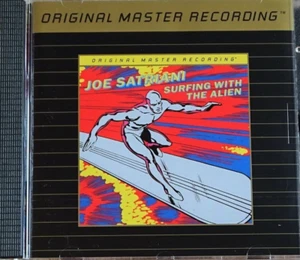 ORIGINAL MASTER RECORDING™
ORIGINAL MASTER RECORDING
JOE SATRIANI
SURFING WITH
THE ALIEN